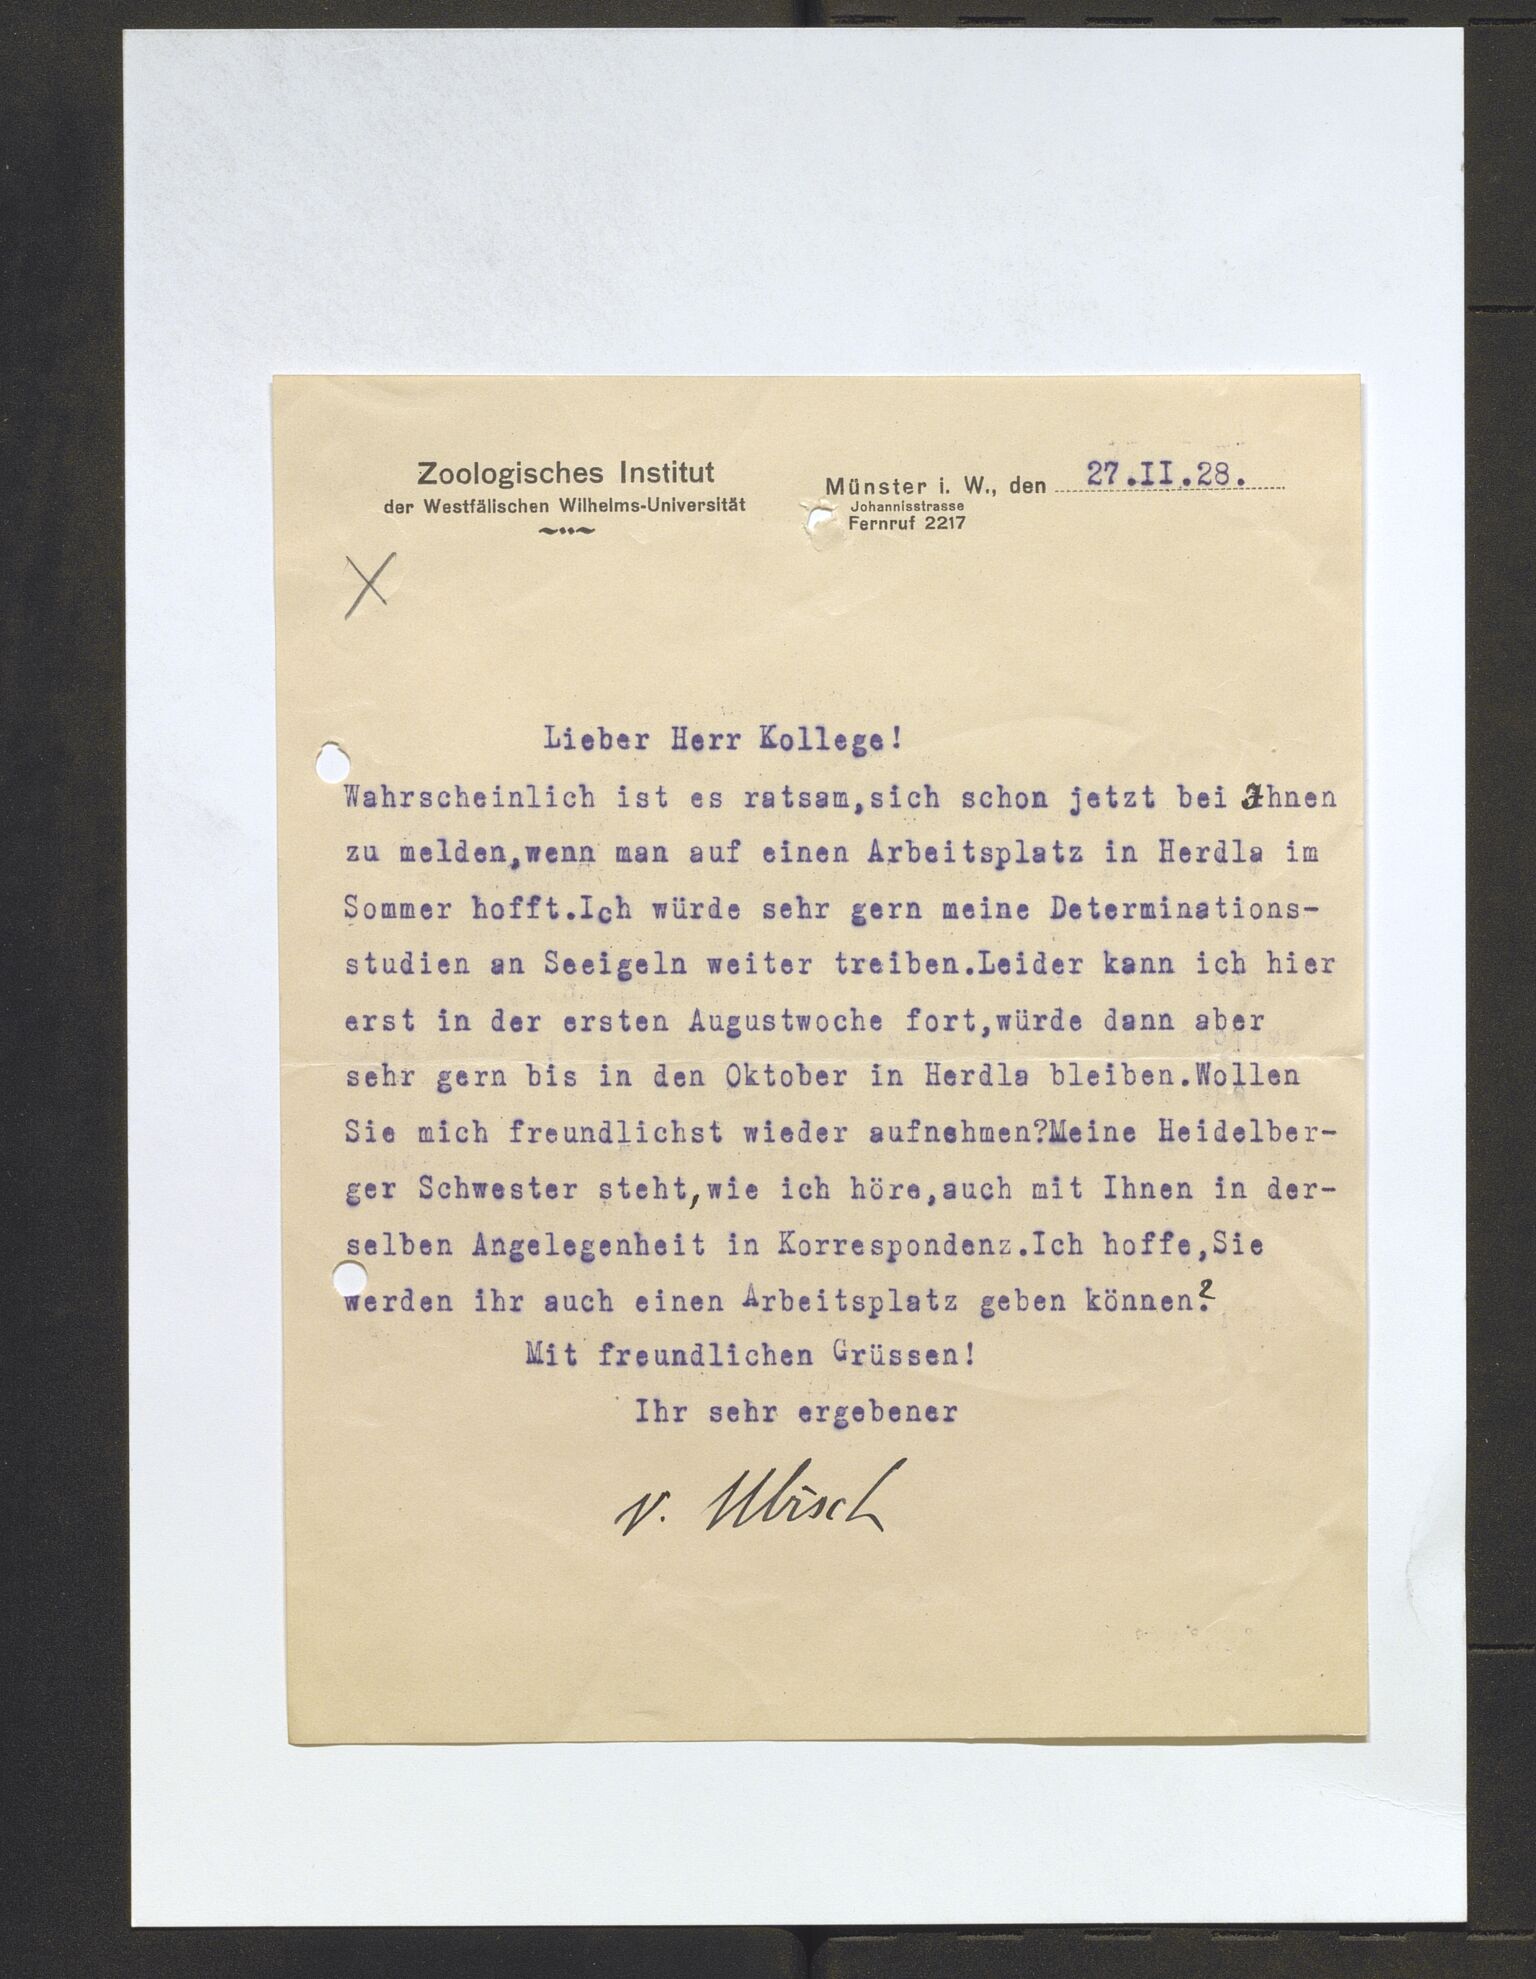 Zoologisches Institut
der Westfälischen Wilhelms-Universität
Münster i. W., den 27.II.28.
Johannisstrasse
Fernruf 2217
X
Lieber Herr Kollege!
Wahrscheinlich ist es ratsam,sich schon jetzt bei Ihnen
zu melden,wenn man auf einen Arbeitsplatz in Herdla im
Sommer hofft.Ich würde sehr gern meine Determinations-
studien an Seeigeln weiter treiben.Leider kann ich hier
erst in der ersten Augustwoche fort,würde dann aber
sehr gern bis in den Oktober in Herdla bleiben.Wollen
Sie mich freundlichst wieder aufnehmen?Meine Heidelber-
ger Schwester steht,wie ich höre,auch mit Ihnen in der-
selben Angelegenheit in Korrespondenz.Ich hoffe,Sie
werden ihr auch einen Arbeitsplatz geben können?
Mit freundlichen Grüssen!
Ihr sehr ergebener
v. Ubisch